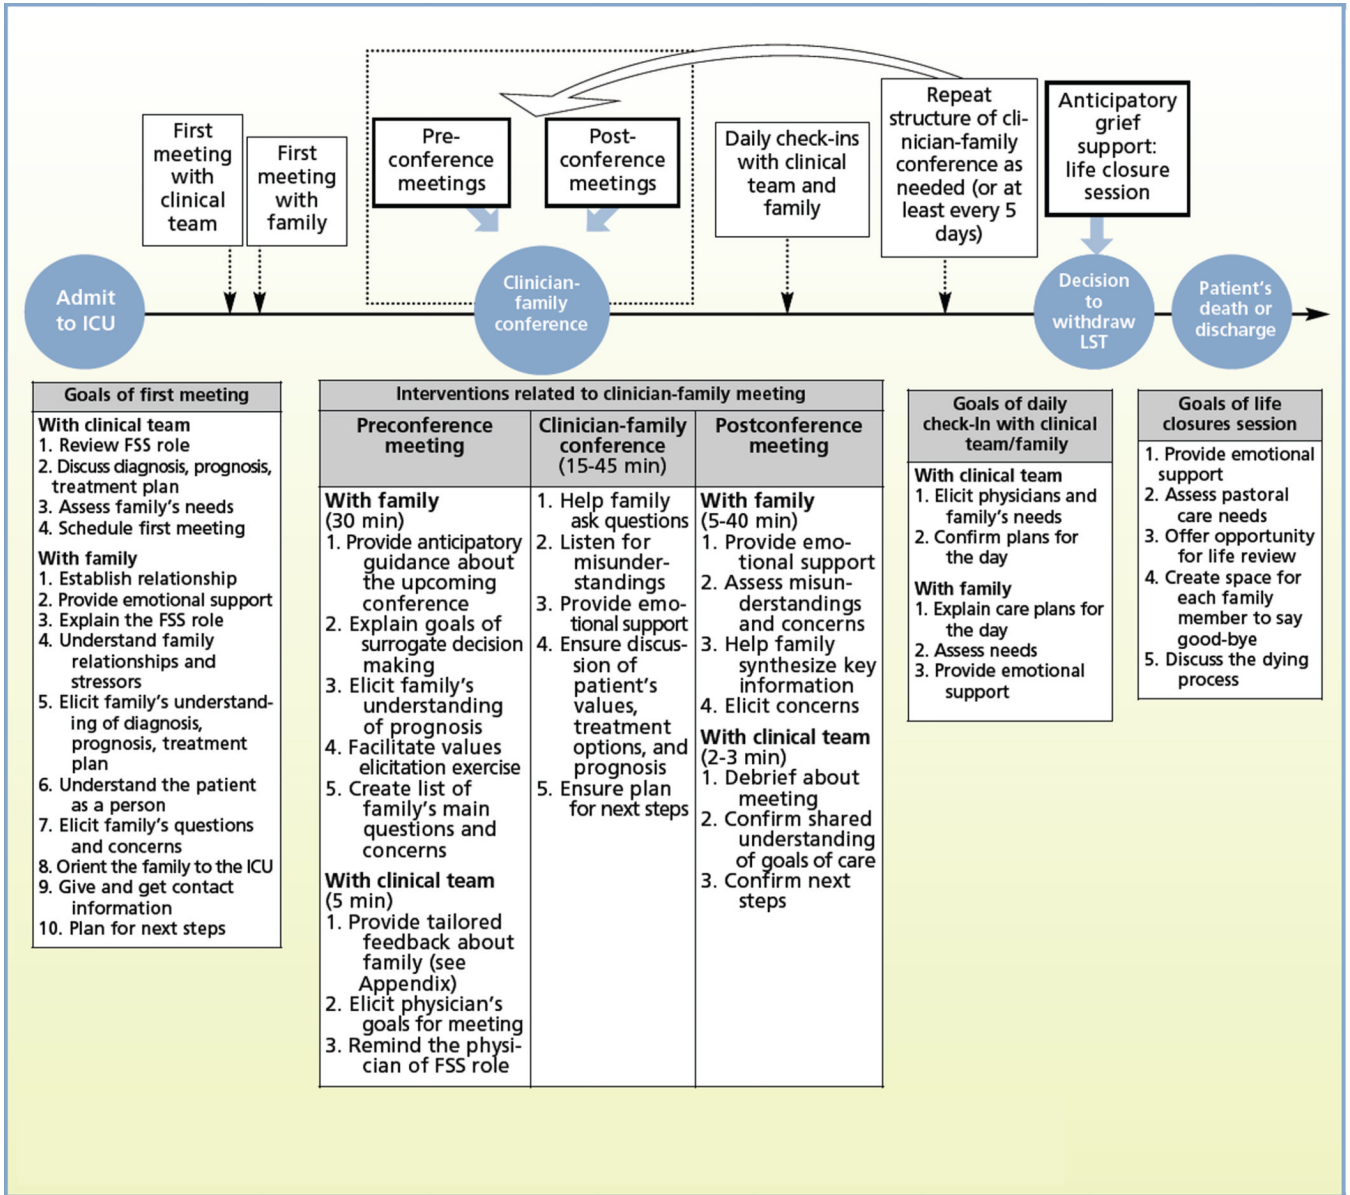 First
meeting
with
clinical
team
First
meeting
with
family
Pre-
conference
meetings
Post-
conference
meetings
Daily check-ins
with clinical
team and
family
Repeat
structure of cli-
nician-family
conference as
needed (or at
least every 5
days)
Anticipatory
grief
support:
life closure
session
Admit
to ICU
Clinician-
family
conference
Decision
to
withdraw
LST
Patient's
death or
discharge
Goals of first meeting
With clinical team
1. Review FSS role
2. Discuss diagnosis, prognosis,
treatment plan
3. Assess family's needs
4. Schedule first meeting
With family
1. Establish relationship
2. Provide emotional support
3. Explain the FSS role
4. Understand family
relationships and
stressors
5. Elicit family's understand-
ing of diagnosis,
prognosis, treatment
plan
6. Understand the patient
as a person
7. Elicit family's questions
and concerns
8. Orient the family to the ICU
9. Give and get contact
information
10. Plan for next steps
Interventions related to clinician-family meeting
Preconference
meeting
With family
(30 min)
1. Provide anticipatory
guidance about
the upcoming
conference
2. Explain goals of
surrogate decision
making
3. Elicit family's
understanding
of prognosis
4. Facilitate values
elicitation exercise
5. Create list of
family's main
questions and
concerns
With clinical team
(5 min)
1. Provide tailored
feedback about
family (see
Appendix)
2. Elicit physician's
goals for meeting
3. Remind the physi-
cian of FSS role
Clinician-family
conference
(15-45 min)
1. Help family
ask questions
2. Listen for
misunder-
standings
3. Provide emo-
tional support
4. Ensure discus-
sion of
patient's
values,
treatment
options, and
prognosis
5. Ensure plan
for next steps
Postconference
meeting
With family
(5-40 min)
1. Provide emo-
tional support
2. Assess misun-
derstandings
and concerns
3. Help family
synthesize key
information
4. Elicit concerns
With clinical team
(2-3 min)
1. Debrief about
meeting
2. Confirm shared
understanding
of goals of care
3. Confirm next
steps
Goals of daily
check-In with clinical
team/family
With clinical team
1. Elicit physicians and
family's needs
2. Confirm plans for
the day
With family
1. Explain care plans for
the day
2. Assess needs
3. Provide emotional
support
Goals of life
closures session
1. Provide emotional
support
2. Assess pastoral
care needs
3. Offer opportunity
for life review
4. Create space for
each family
member to say
good-bye
5. Discuss the dying
process